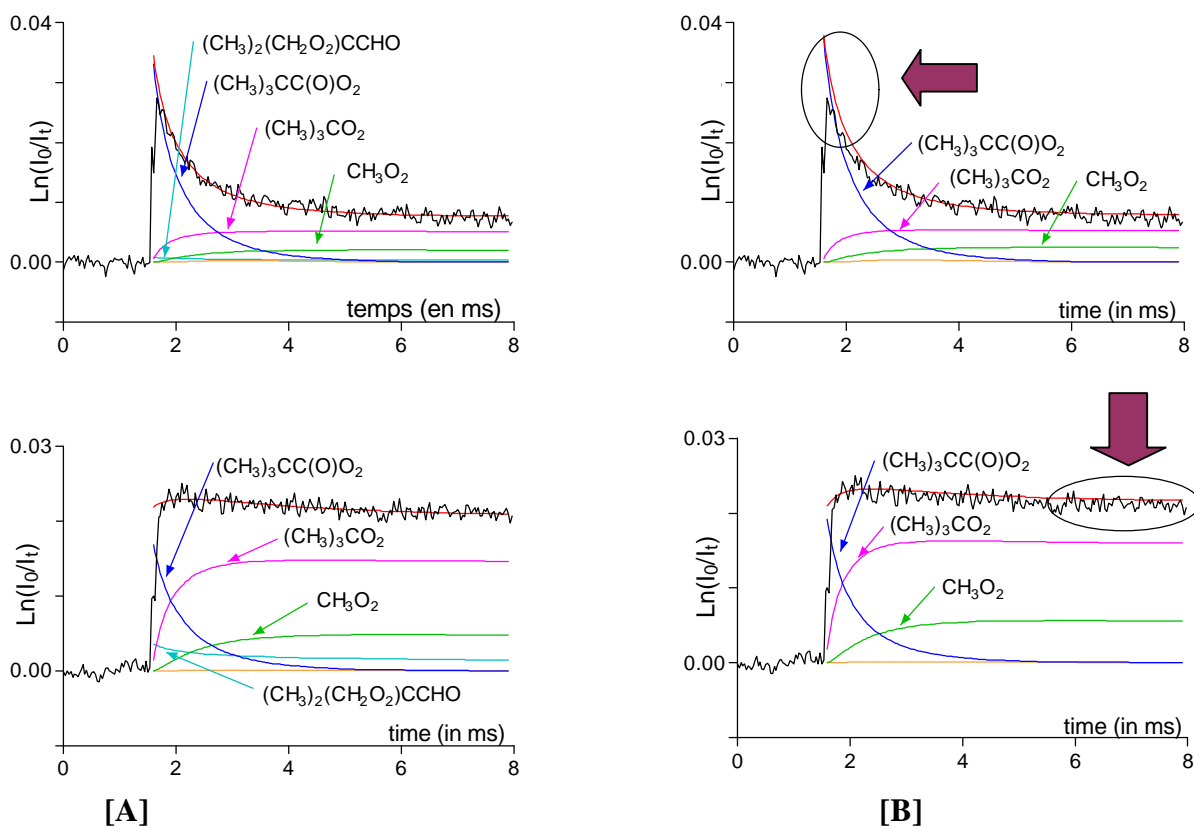 0.04
Ln(I₀/Iₜ)
0.00
(CH₃)₂(CH₂O₂)CCHO
(CH₃)₃CC(O)O₂
(CH₃)₃CO₂
CH₃O₂
temps (en ms)
0 2 4 6 8
0.04
Ln(I₀/Iₜ)
0.00
(CH₃)₃CC(O)O₂
(CH₃)₃CO₂
CH₃O₂
time (in ms)
0 2 4 6 8
0.03
Ln(I₀/Iₜ)
0.00
(CH₃)₃CC(O)O₂
(CH₃)₃CO₂
CH₃O₂
(CH₃)₂(CH₂O₂)CCHO
time (in ms)
0 2 4 6 8
[A]
0.03
Ln(I₀/Iₜ)
0.00
(CH₃)₃CC(O)O₂
(CH₃)₃CO₂
CH₃O₂
time (in ms)
0 2 4 6 8
[B]